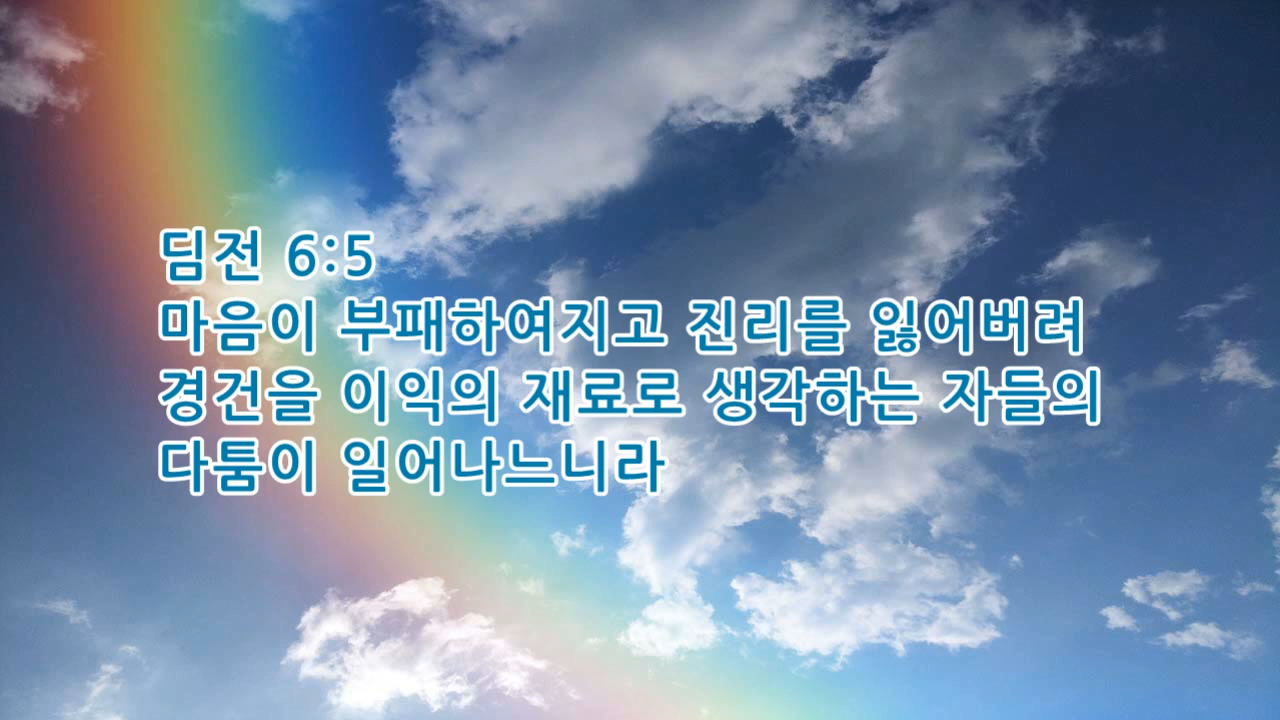 딤전 6:5
마음이 부패하여지고 진리를 잃어버려
경건을 이익의 재료로 생각하는 자들의
다툼이 일어나느니라